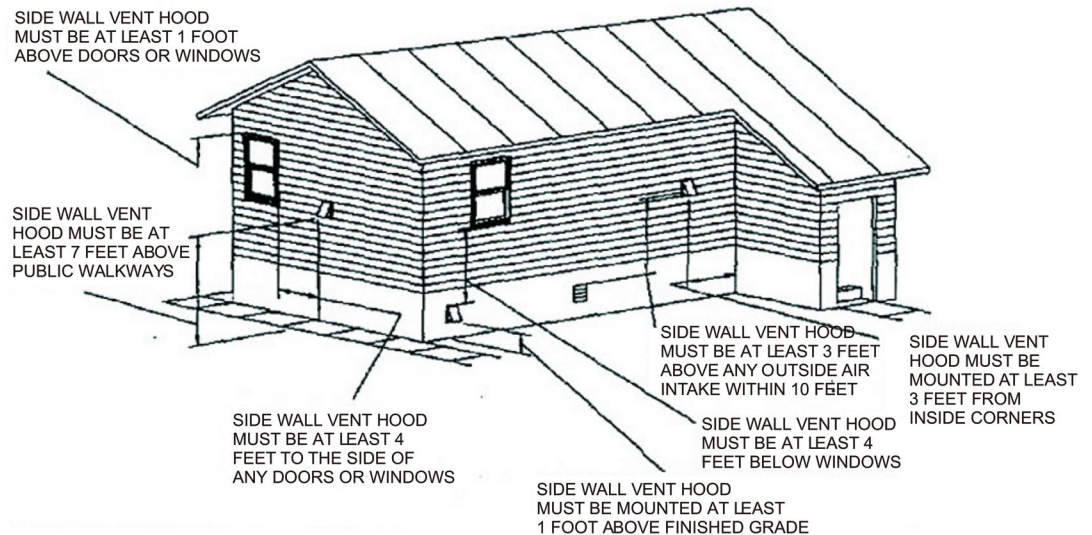 SIDE WALL VENT HOOD
MUST BE AT LEAST 1 FOOT
ABOVE DOORS OR WINDOWS
SIDE WALL VENT
HOOD MUST BE AT
LEAST 7 FEET ABOVE
PUBLIC WALKWAYS
SIDE WALL VENT HOOD
MUST BE AT LEAST 4
FEET TO THE SIDE OF
ANY DOORS OR WINDOWS
SIDE WALL VENT HOOD
MUST BE AT LEAST 3 FEET
ABOVE ANY OUTSIDE AIR
INTAKE WITHIN 10 FEET
SIDE WALL VENT
HOOD MUST BE
MOUNTED AT LEAST
3 FEET FROM
INSIDE CORNERS
SIDE WALL VENT HOOD
MUST BE AT LEAST 4
FEET BELOW WINDOWS
SIDE WALL VENT HOOD
MUST BE MOUNTED AT LEAST
1 FOOT ABOVE FINISHED GRADE